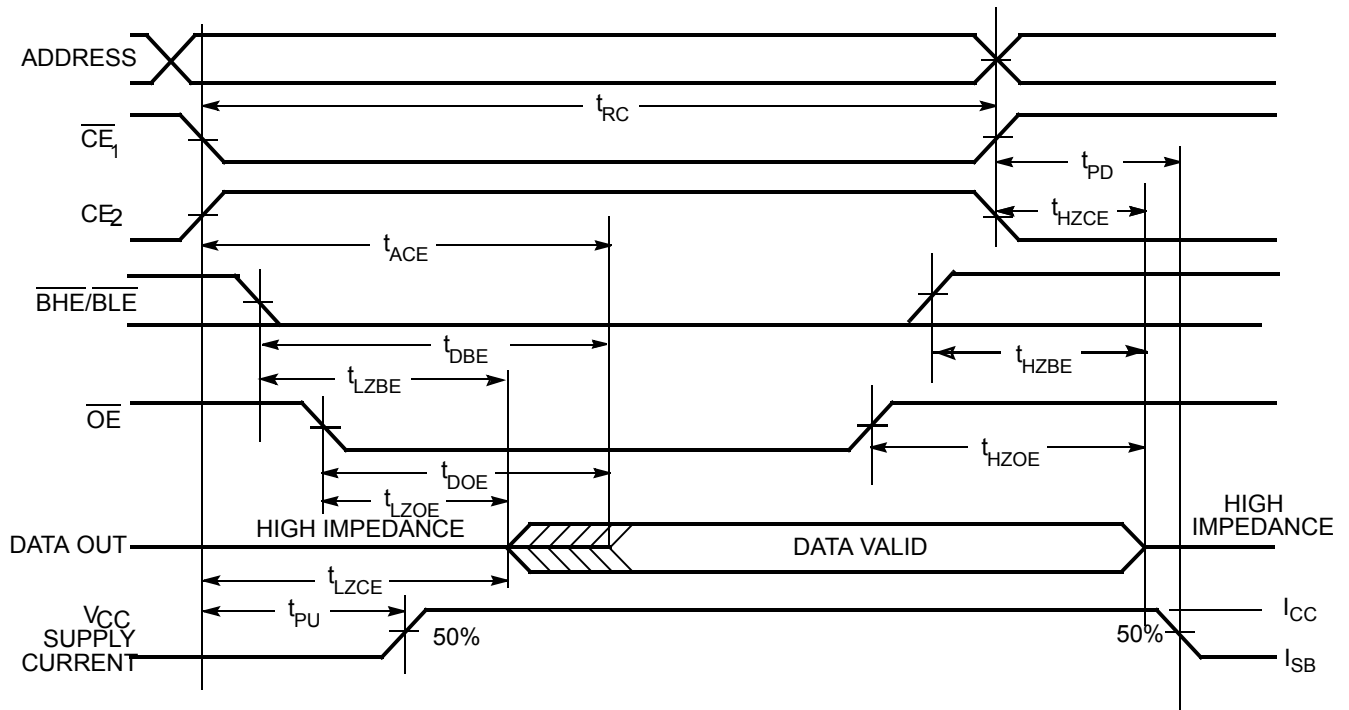 ADDRESS
tRC
CE1
tPD
CE2
tHZCE
tACE
BHE/BLE
tDBE
tHZBE
tLZBE
OE
tHZOE
tDOE
tLZOE
HIGH IMPEDANCE
HIGH
IMPEDANCE
DATA OUT
DATA VALID
tLZCE
tPU
VCC
SUPPLY
CURRENT
50%
50%
ICC
ISB